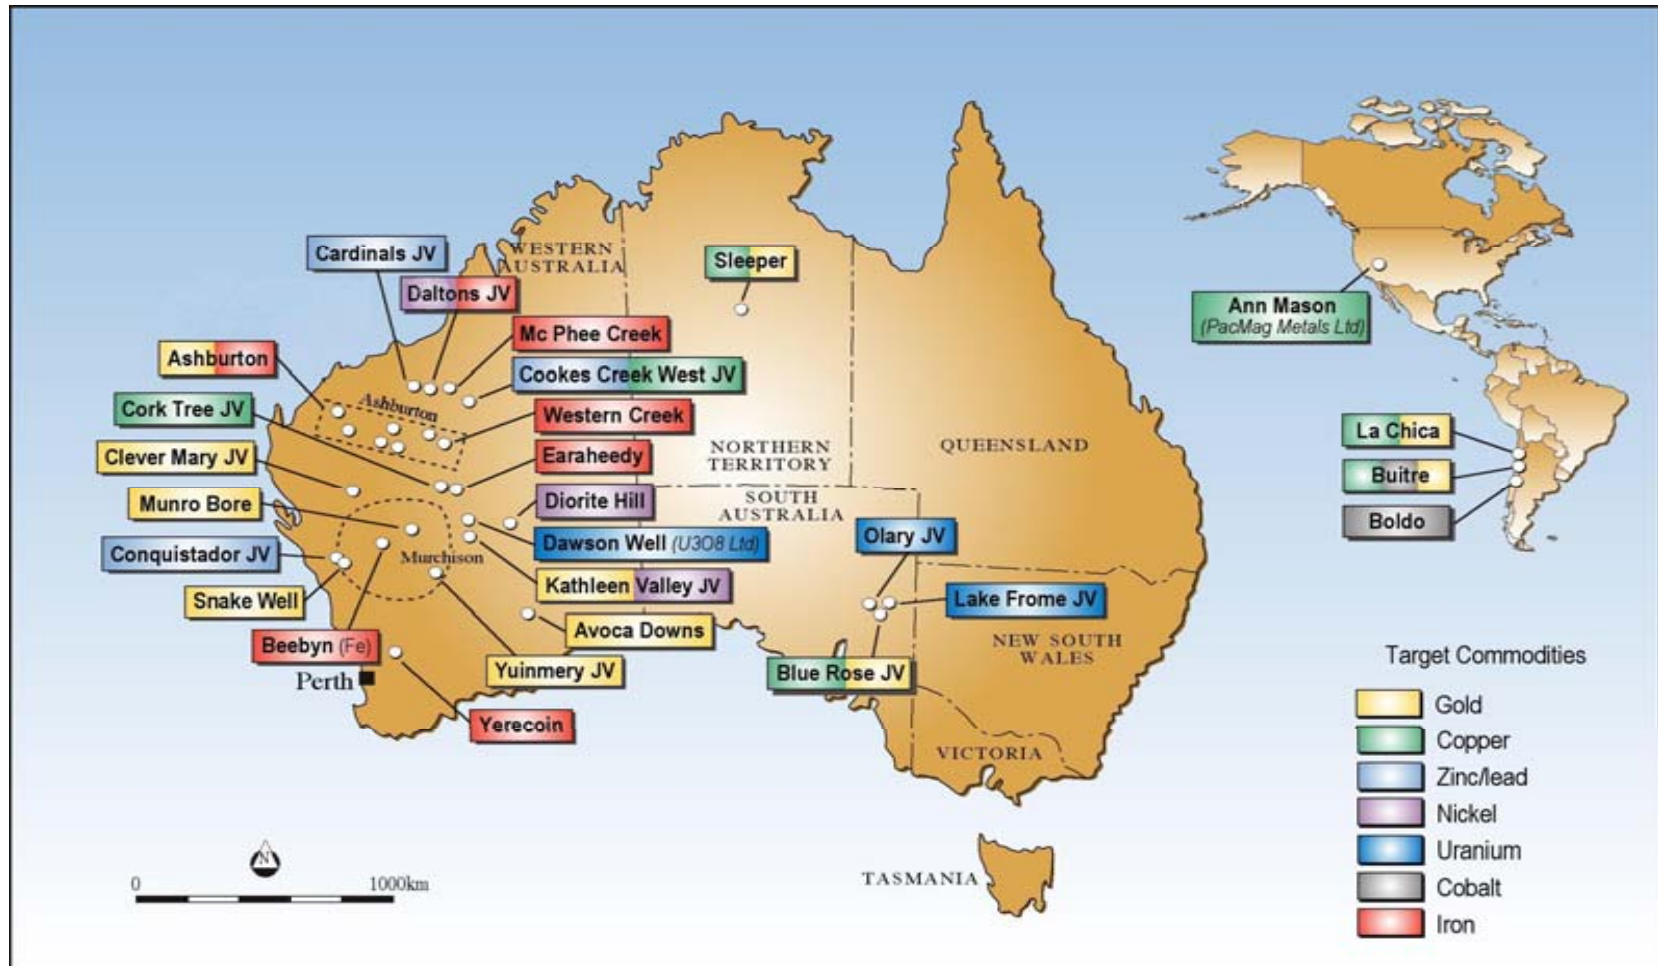 WESTERN
AUSTRALIA
Cardinals JV
Sleeper
Daltons JV
Ann Mason
(PacMag Metals Ltd)
Mc Phee Creek
Ashburton
Cookes Creek West JV
Ashburton
Cork Tree JV
Western Creek
La Chica
Clever Mary JV
Earaheedy
NORTHERN
TERRITORY
QUEENSLAND
Buitre
Munro Bore
Diorite Hill
SOUTH
AUSTRALIA
Boldo
Conquistador JV
Murchison
Dawson Well (U3O8 Ltd)
Olary JV
Snake Well
Kathleen Valley JV
Lake Frome JV
Beebyn (Fe)
Avoca Downs
NEW SOUTH
WALES
Perth
Yuinmery JV
Blue Rose JV
Yerecoin
VICTORIA
TASMANIA
N
0 1000km
Target Commodities
Gold
Copper
Zinc/lead
Nickel
Uranium
Cobalt
Iron